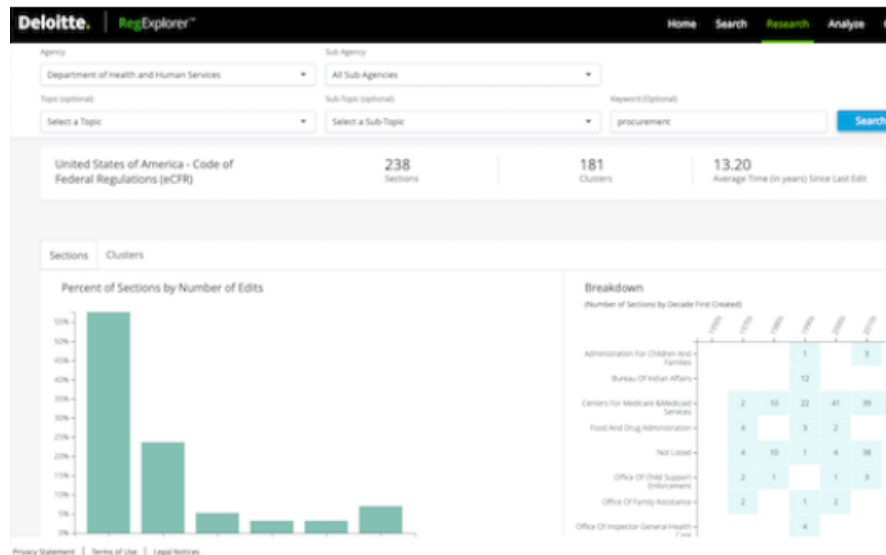 Deloitte. RegExplorer™ Home Search Research Analyze
Agency Sub Agency
Department of Health and Human Services All Sub Agencies
Topic (optional) Sub-Topic (optional) Keyword (Optional)
Select a Topic Select a Sub-Topic procurement Search
United States of America - Code of
Federal Regulations (eCFR)
238
Sections
181
Clusters
13.20
Average Time (in years) Since Last Edit
Sections Clusters
Percent of Sections by Number of Edits
55%
50%
45%
40%
35%
30%
25%
20%
15%
10%
5%
0%
Breakdown
(Number of Sections by Decade First Created)
1970s 1980s 1990s 2000s 2010s
Administration For Children And
Families
1 3
Bureau Of Indian Affairs 12
Centers For Medicare &Medicaid
Services
2 10 22 41 39
Food And Drug Administration 4 3 2
Not Listed 4 10 1 4 38
Office Of Child Support
Enforcement
2 1 1 3
Office Of Family Assistance 2 1 2
Office Of Inspector General-Health
Care
4
Privacy Statement | Terms of Use | Legal Notices